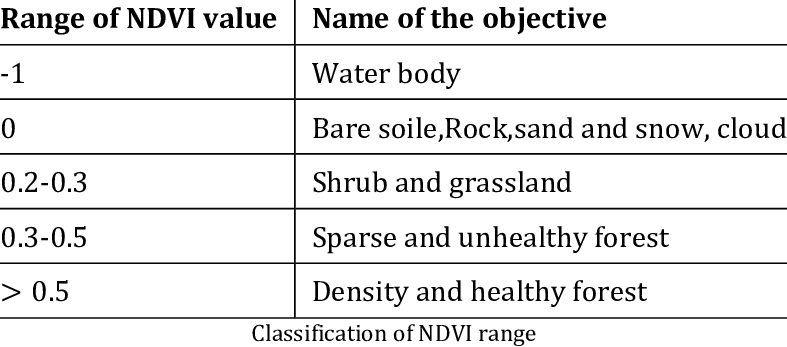 Range of NDVI value Name of the objective
-1 Water body
0 Bare soile,Rock,sand and snow, cloud
0.2-0.3 Shrub and grassland
0.3-0.5 Sparse and unhealthy forest
> 0.5 Density and healthy forest
Classification of NDVI range